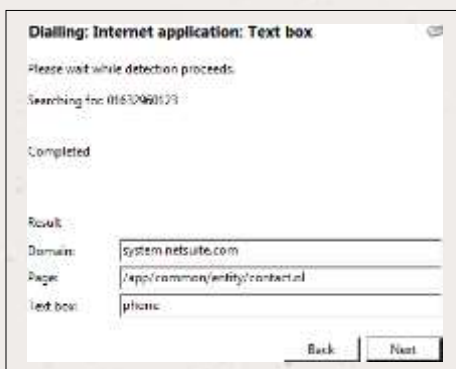 Dialling: Internet application: Text box
Please wait while detection proceeds.
Searching for: 01632960123
Completed
Result
Domain: system.netsuite.com
Page: /app/common/entity/contact.nl
Text box: phone
Back Next